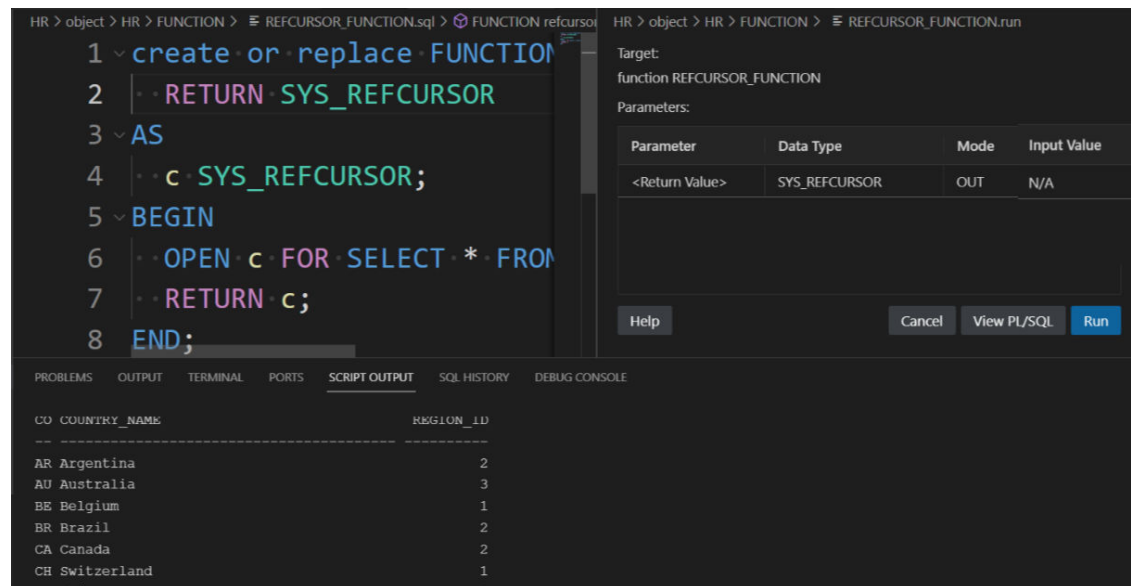 HR > object > HR > FUNCTION > REFCURSOR_FUNCTION.sql > FUNCTION refcursor
1 create or replace FUNCTION
2 RETURN SYS_REFCURSOR
3 AS
4 c SYS_REFCURSOR;
5 BEGIN
6 OPEN c FOR SELECT * FROM
7 RETURN c;
8 END;
HR > object > HR > FUNCTION > REFCURSOR_FUNCTION.run
Target:
function REFCURSOR_FUNCTION
Parameters:
Parameter Data Type Mode Input Value
<Return Value> SYS_REFCURSOR OUT N/A
Help Cancel View PL/SQL Run
PROBLEMS OUTPUT TERMINAL PORTS SCRIPT OUTPUT SQL HISTORY DEBUG CONSOLE
CO COUNTRY_NAME REGION_ID
-- ---------------------------------------- ----------
AR Argentina 2
AU Australia 3
BE Belgium 1
BR Brazil 2
CA Canada 2
CH Switzerland 1